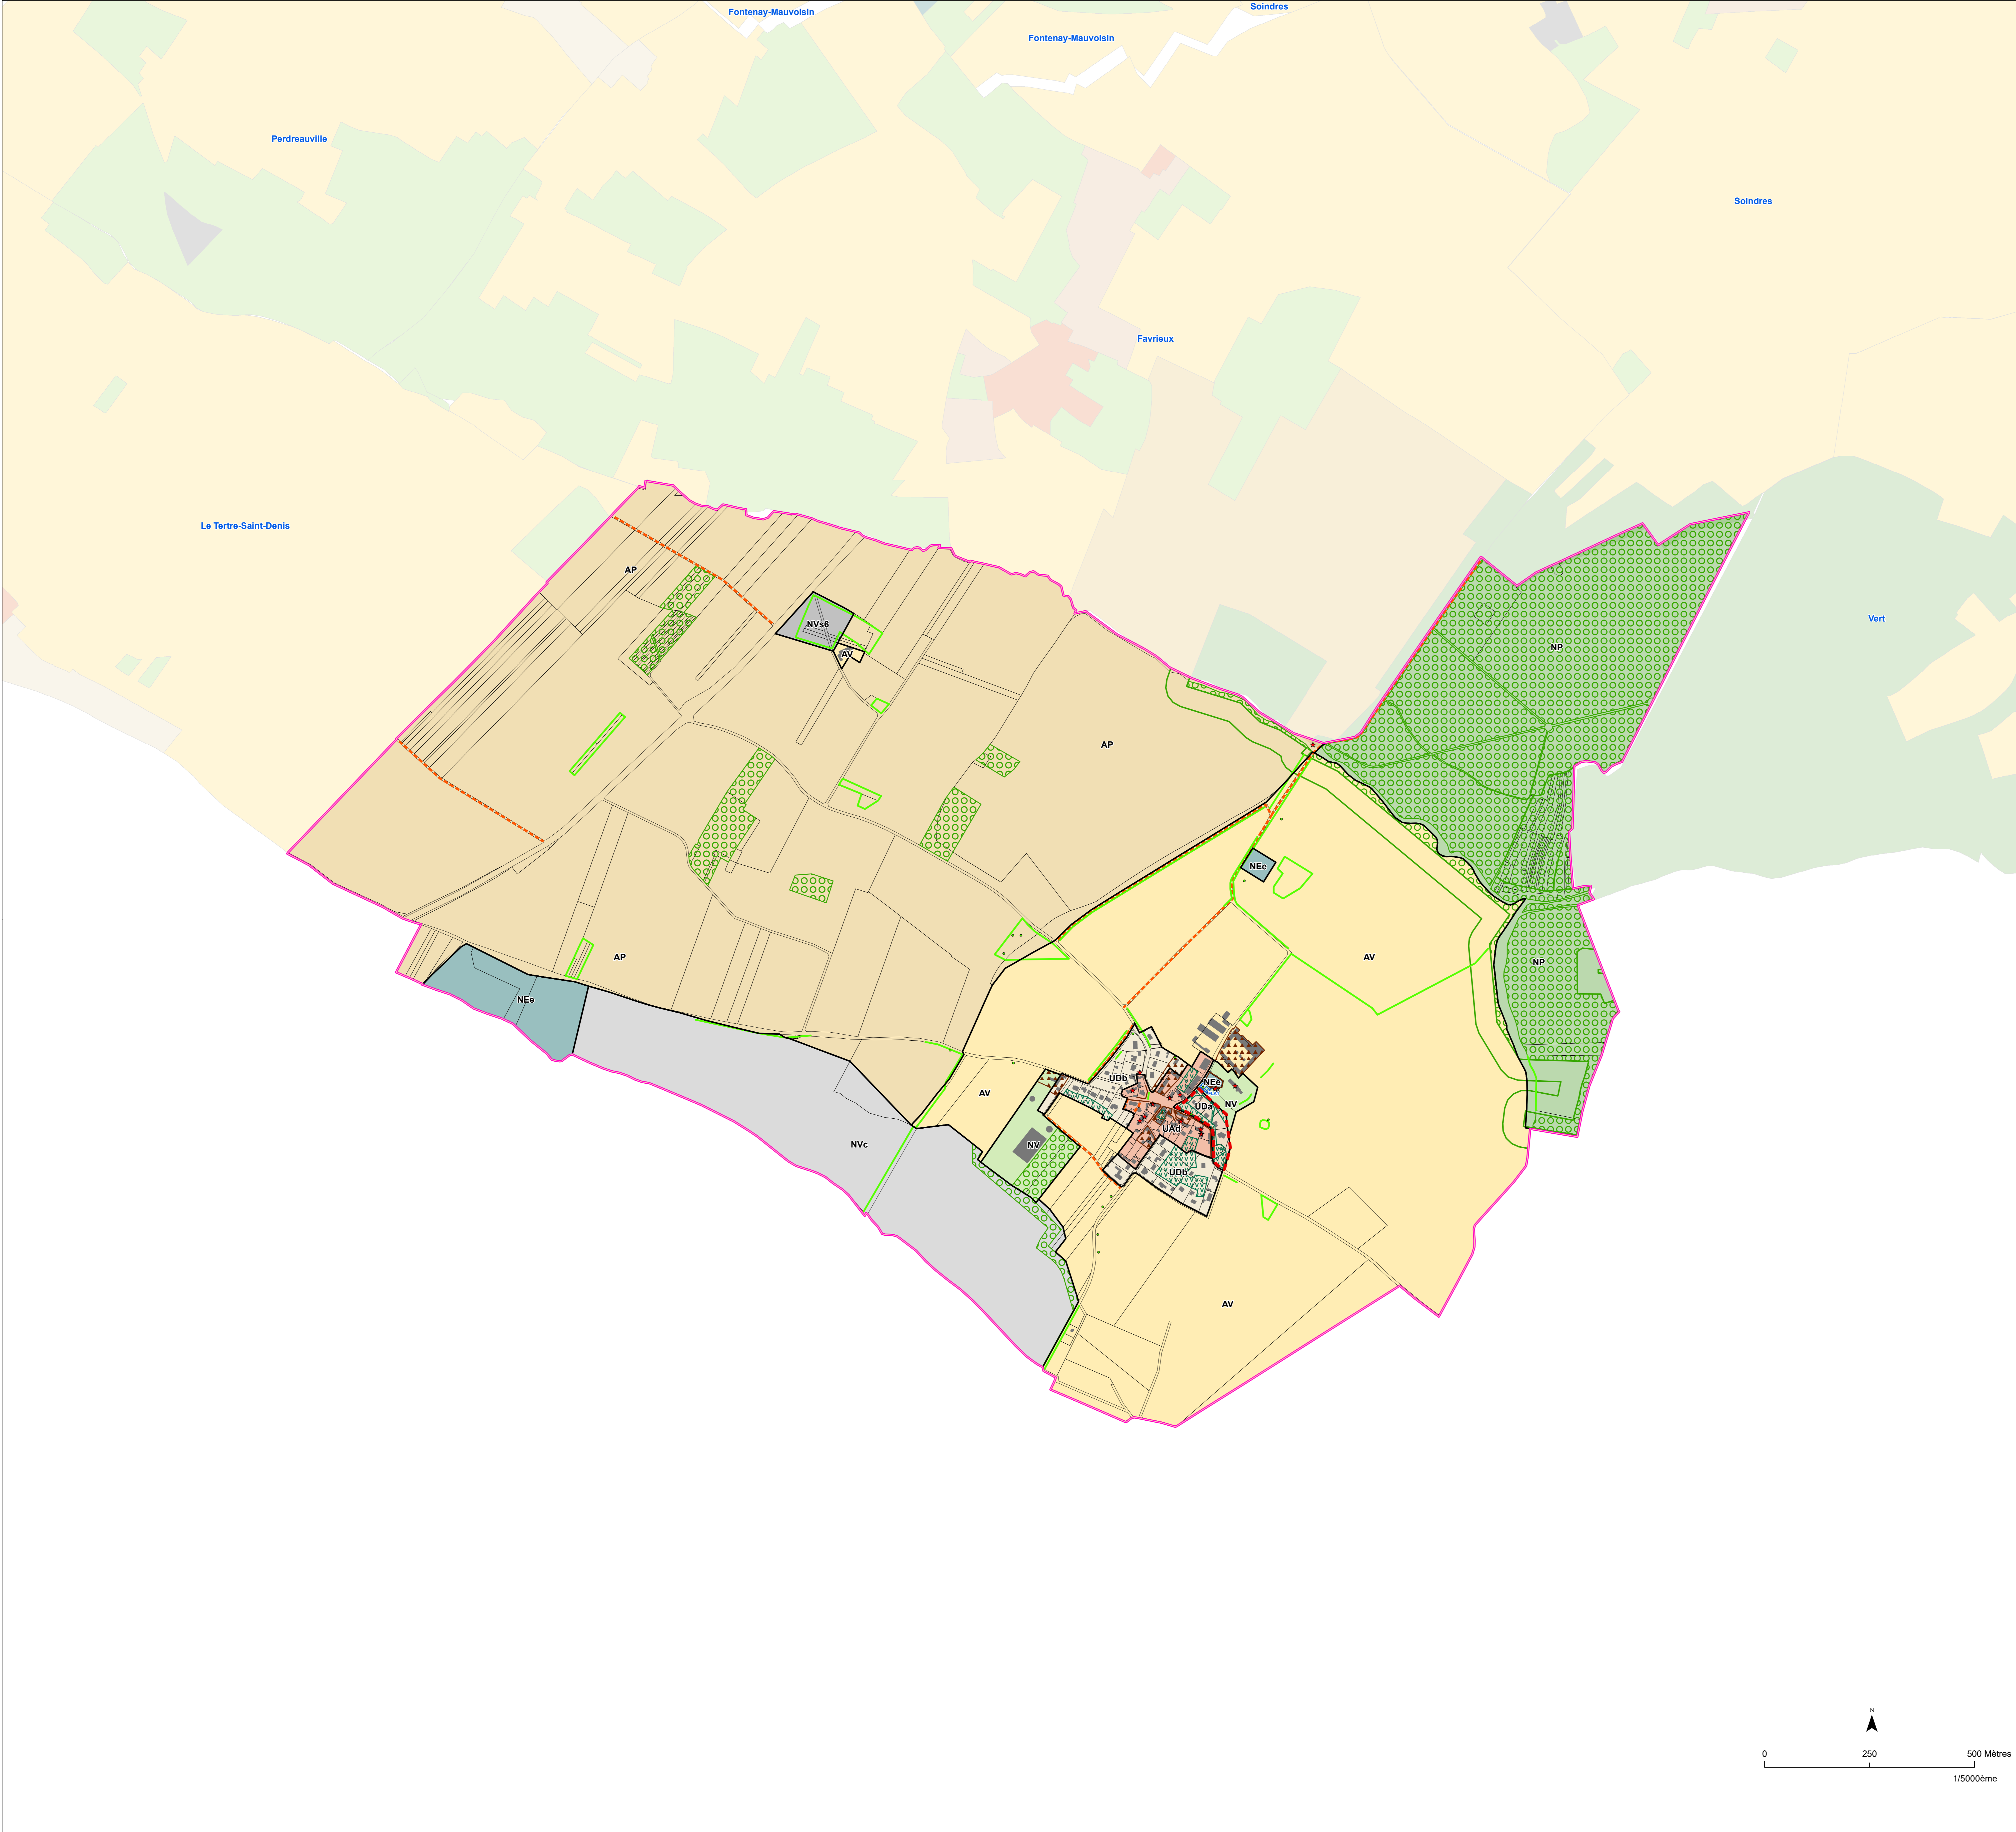 Fontenay-Mauvoisin
Soindres
Fontenay-Mauvoisin
Perdreauville
Soindres
Favrieux
Le Tertre-Saint-Denis
AP
NVs6
Vert
NP
AV
AP
NEe
AP
AV
NP
NEe
UDb
NEe
AV
UDa
NV
UAd
NVc
NV
UDb
AV
N
0
250
500 Mètres
1/5000ème